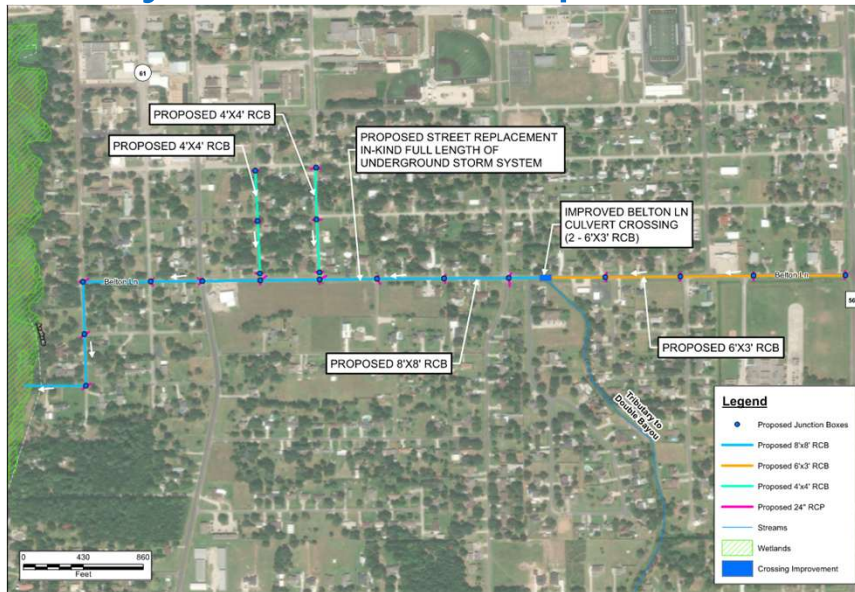 61
PROPOSED 4'X4' RCB
PROPOSED 4'X4' RCB
PROPOSED STREET REPLACEMENT
IN-KIND FULL LENGTH OF
UNDERGROUND STORM SYSTEM
IMPROVED BELTON LN
CULVERT CROSSING
(2 - 6'X3' RCB)
Belton Ln
Belton Ln
56
PROPOSED 8'X8' RCB
PROPOSED 6'X3' RCB
Tributary to
Double Bayou
Legend
Proposed Junction Boxes
Proposed 8'x8' RCB
Proposed 6'x3' RCB
Proposed 4'x4' RCB
Proposed 24" RCP
Streams
Wetlands
Crossing Improvement
0 430 860
Feet